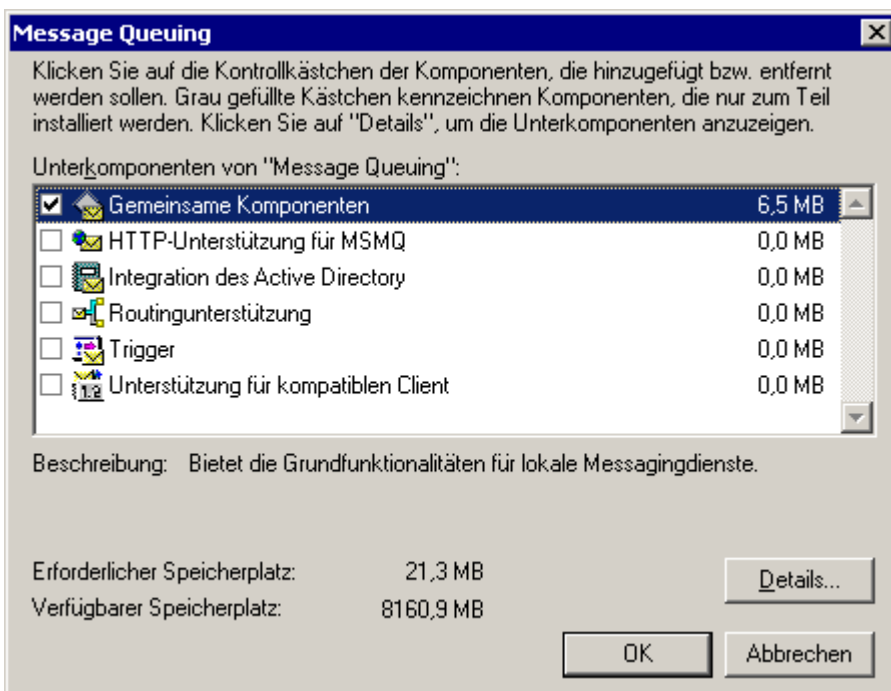 Message Queuing
Klicken Sie auf die Kontrollkästchen der Komponenten, die hinzugefügt bzw. entfernt
werden sollen. Grau gefüllte Kästchen kennzeichnen Komponenten, die nur zum Teil
installiert werden. Klicken Sie auf "Details", um die Unterkomponenten anzuzeigen.
Unterkomponenten von "Message Queuing":
Gemeinsame Komponenten 6,5 MB
HTTP-Unterstützung für MSMQ 0,0 MB
Integration des Active Directory 0,0 MB
Routingunterstützung 0,0 MB
Trigger 0,0 MB
Unterstützung für kompatiblen Client 0,0 MB
Beschreibung: Bietet die Grundfunktionalitäten für lokale Messagingdienste.
Erforderlicher Speicherplatz: 21,3 MB
Verfügbarer Speicherplatz: 8160,9 MB
Details...
OK Abbrechen